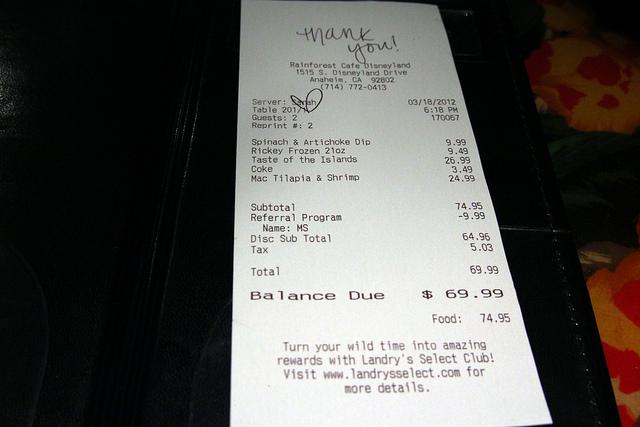 thank
you!
Rainforest Cafe Disneyland
1515 S. Disneyland Drive
Anaheim, CA 92802
(714) 772-0413
Server: Sarah 03/18/2012
Table 201/1 6:18 PM
Guests: 2 170067
Reprint #: 2
Spinach & Artichoke Dip 9.99
Rickey Frozen 21oz 9.49
Taste of the Islands 26.99
Coke 3.49
Mac Tilapia & Shrimp 24.99
Subtotal 74.95
Referral Program -9.99
Name: MS
Disc Sub Total 64.96
Tax 5.03
Total 69.99
Balance Due $ 69.99
Food: 74.95
Turn your wild time into amazing
rewards with Landry's Select Club!
Visit www.landrysselect.com for
more details.